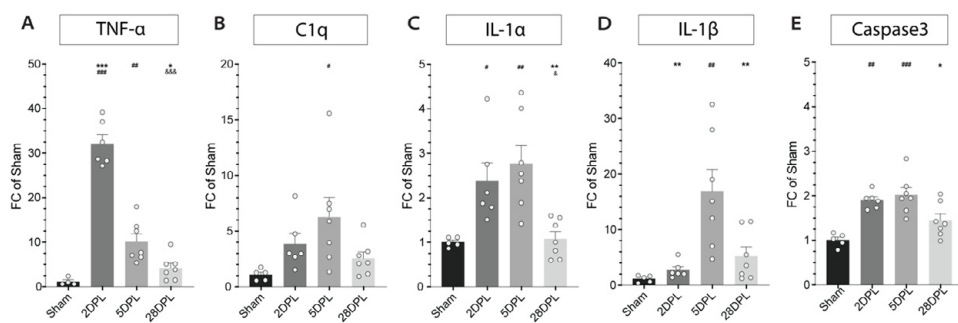 A TNF-α
*** ## * 
### &&&
50
40
30
20
10
0
FC of Sham
Sham 2DPL 5DPL 28DPL
B C1q
#
20
15
10
5
0
FC of Sham
Sham 2DPL 5DPL 28DPL
C IL-1α
# ## **
&
5
4
3
2
1
0
FC of Sham
Sham 2DPL 5DPL 28DPL
D IL-1β
** ## **
40
30
20
10
0
FC of Sham
Sham 2DPL 5DPL 28DPL
E Caspase3
## ### *
5
4
3
2
1
0
FC of Sham
Sham 2DPL 5DPL 28DPL